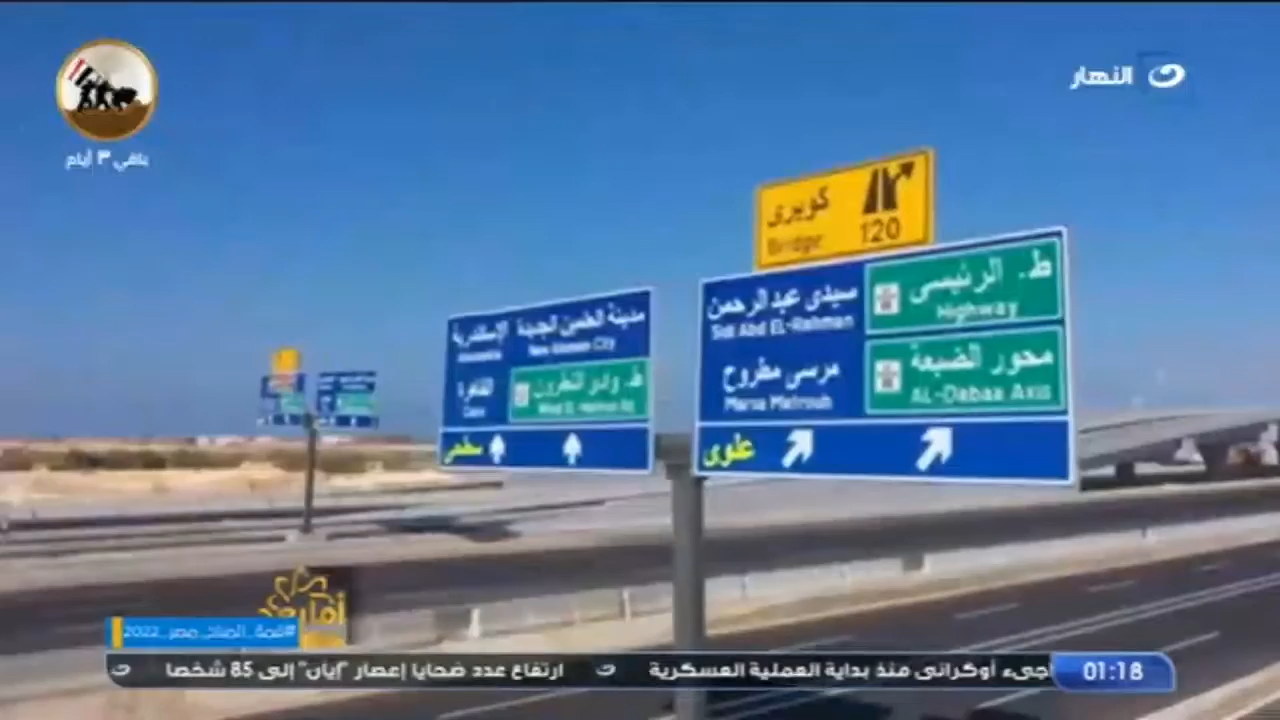 النهار
باقي ٣ أيام
كوبري
Bridge
120
سيدى عبد الرحمن
Sidi Abd EL-Rahman
مرسى مطروح
Marsa Matrouh
ط. الرئيسى
Highway
محور الضبعة
AL-Dabaa Axis
علوى
مدينة العلمين الجديدة
New Alamein City
الإسكندرية
Alexandria
القاهرة
Cairo
ط. وادى النطرون
سطحى
#قمة_المناخ_مصر_2022
01:18
أوكرانى منذ بداية العملية العسكرية
ارتفاع عدد ضحايا إعصار "إيان" إلى 85 شخصا